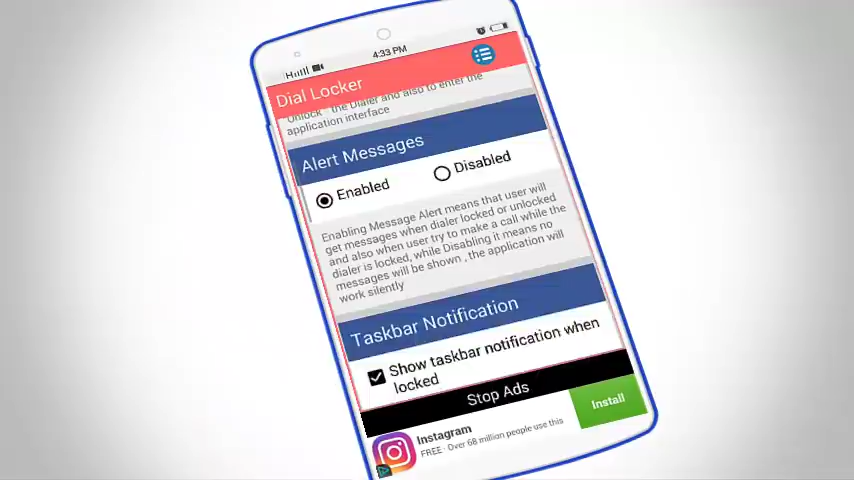 4:33 PM
Dial Locker
"Unlock" the Dialer and also to enter the
application interface
Alert Messages
Enabled
Disabled
Enabling Message Alert means that user will
get messages when dialer locked or unlocked
and also when user try to make a call while the
dialer is locked, while Disabling it means no
messages will be shown , the application will
work silently
Taskbar Notification
Show taskbar notification when
locked
Stop Ads
Instagram
FREE · Over 68 million people use this
Install